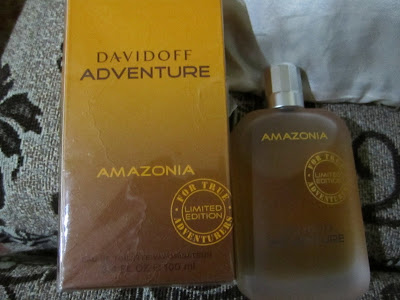 DAVIDOFF
ADVENTURE
AMAZONIA
FOR TRUE
LIMITED
EDITION
ADVENTURERS
100 ml
AMAZONIA
FOR TRUE
LIMITED
EDITION
ADVENTURERS